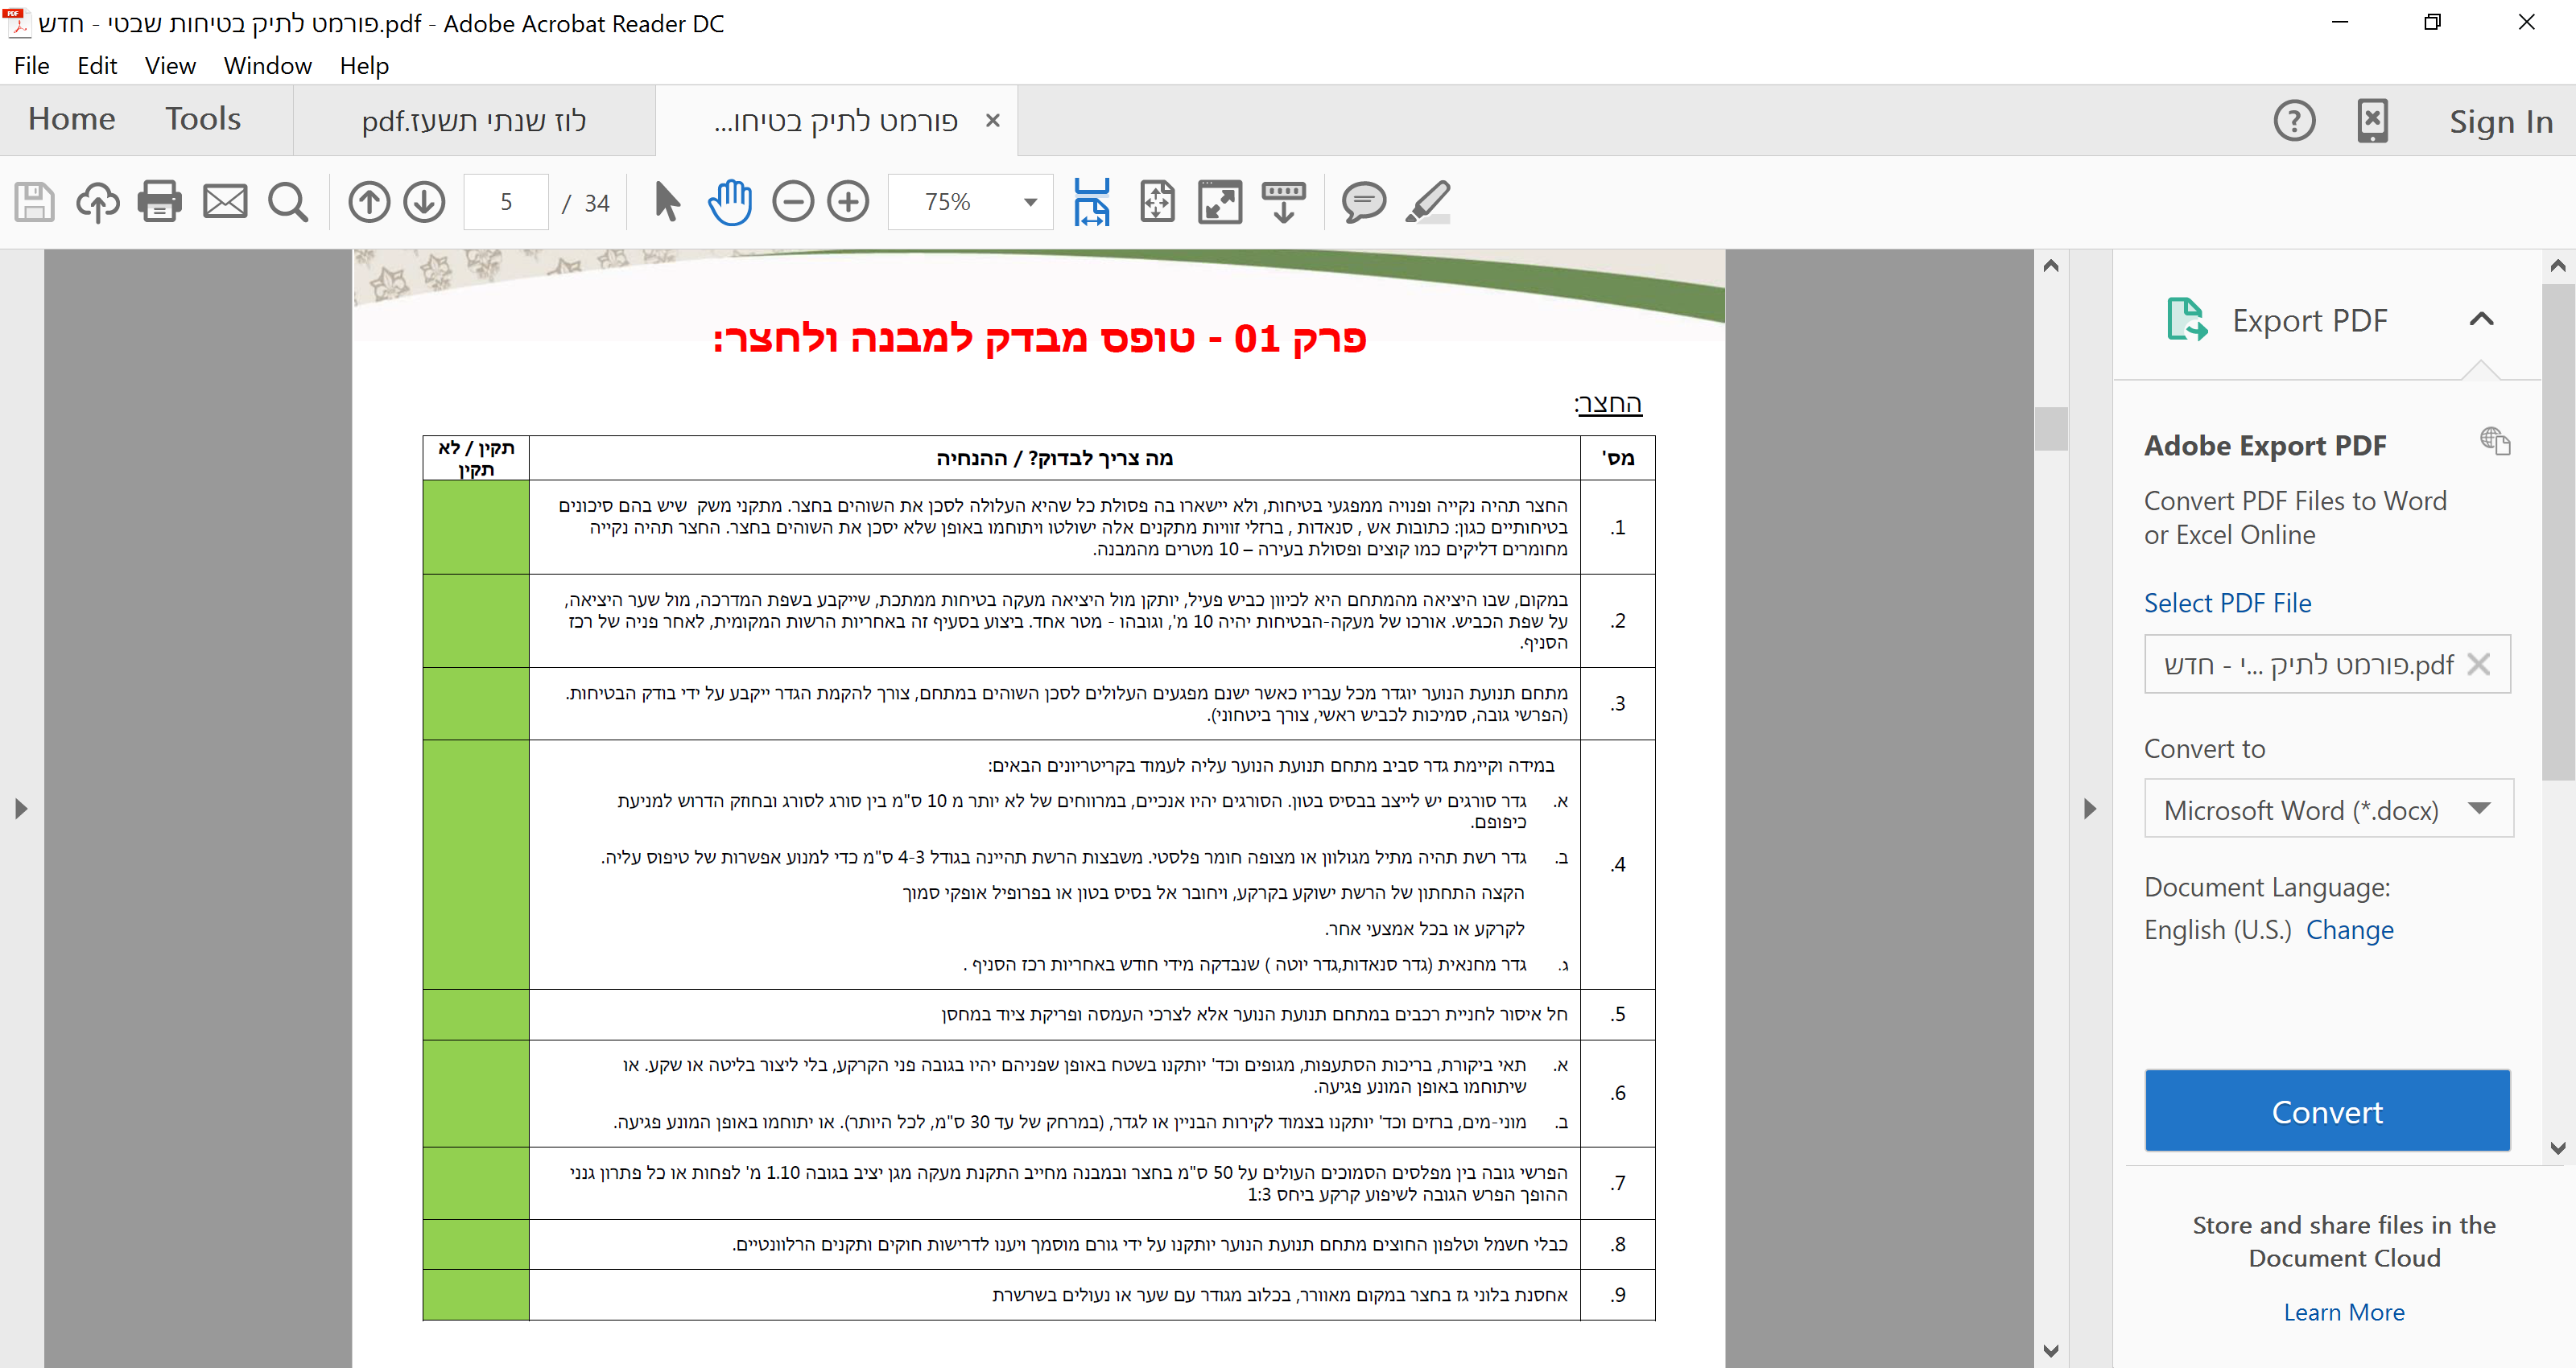 פורמט לתיק בטיחות שבטי - חדש.pdf - Adobe Acrobat Reader DC
File Edit View Window Help
Home Tools
לוז שנתי תשעז.pdf
פורמט לתיק בטיחו...
Sign In
5 / 34
75%
פרק 01 - טופס מבדק למבנה ולחצר:
החצר:
מס' מה צריך לבדוק? / ההנחיה תקין / לא
תקין
1. החצר תהיה נקייה ופנויה ממפגעי בטיחות, ולא יישארו בה פסולת כל שהיא העלולה לסכן את השוהים בחצר. מתקני משק שיש בהם סיכונים
בטיחותיים כגון: כתובות אש , סנאדות , ברזלי זוויות מתקנים אלה ישולטו ויתוחמו באופן שלא יסכן את השוהים בחצר. החצר תהיה נקייה
מחומרים דליקים כמו קוצים ופסולת בעירה – 10 מטרים מהמבנה.
2. במקום, שבו היציאה מהמתחם היא לכיוון כביש פעיל, יותקן מול היציאה מעקה בטיחות ממתכת, שייקבע בשפת המדרכה, מול שער היציאה,
על שפת הכביש. אורכו של מעקה-הבטיחות יהיה 10 מ', וגובהו - מטר אחד. ביצוע בסעיף זה באחריות הרשות המקומית, לאחר פניה של רכז
הסניף.
3. מתחם תנועת הנוער יוגדר מכל עבריו כאשר ישנם מפגעים העלולים לסכן השוהים במתחם, צורך להקמת הגדר ייקבע על ידי בודק הבטיחות.
(הפרשי גובה, סמיכות לכביש ראשי, צורך ביטחוני).
4. במידה וקיימת גדר סביב מתחם תנועת הנוער עליה לעמוד בקריטריונים הבאים:
א. גדר סורגים יש לייצב בבסיס בטון. הסורגים יהיו אנכיים, במרווחים של לא יותר מ 10 ס"מ בין סורג לסורג ובחוזק הדרוש למניעת
כיפופם.
ב. גדר רשת תהיה מתיל מגולוון או מצופה חומר פלסטי. משבצות הרשת תהיינה בגודל 4-3 ס"מ כדי למנוע אפשרות של טיפוס עליה.
הקצה התחתון של הרשת ישוקע בקרקע, ויחובר אל בסיס בטון או בפרופיל אופקי סמוך
לקרקע או בכל אמצעי אחר.
ג. גדר מחנאית (גדר סנאדות,גדר יוטה ) שנבדקה מידי חודש באחריות רכז הסניף .
5. חל איסור לחניית רכבים במתחם תנועת הנוער אלא לצרכי העמסה ופריקת ציוד במחסן
6. א. תאי ביקורת, בריכות הסתעפות, מגופים וכד' יותקנו בשטח באופן שפניהם יהיו בגובה פני הקרקע, בלי ליצור בליטה או שקע. או
שיתוחמו באופן המונע פגיעה.
ב. מוני-מים, ברזים וכד' יותקנו בצמוד לקירות הבניין או לגדר, (במרחק של עד 30 ס"מ, לכל היותר). או יתוחמו באופן המונע פגיעה.
7. הפרשי גובה בין מפלסים הסמוכים העולים על 50 ס"מ בחצר ובמבנה מחייב התקנת מעקה מגן יציב בגובה 1.10 מ' לפחות או כל פתרון גנני
ההופך הפרש הגובה לשיפוע קרקע ביחס 1:3
8. כבלי חשמל וטלפון החוצים מתחם תנועת הנוער יותקנו על ידי גורם מוסמך ויענו לדרישות חוקים ותקנים הרלוונטיים.
9. אחסנת בלוני גז בחצר במקום מאוורר, בכלוב מגודר עם שער או נעולים בשרשרת
Export PDF
Adobe Export PDF
Convert PDF Files to Word
or Excel Online
Select PDF File
פורמט לתיק ...י - חדש.pdf
Convert to
Microsoft Word (*.docx)
Document Language:
English (U.S.) Change
Convert
Store and share files in the
Document Cloud
Learn More